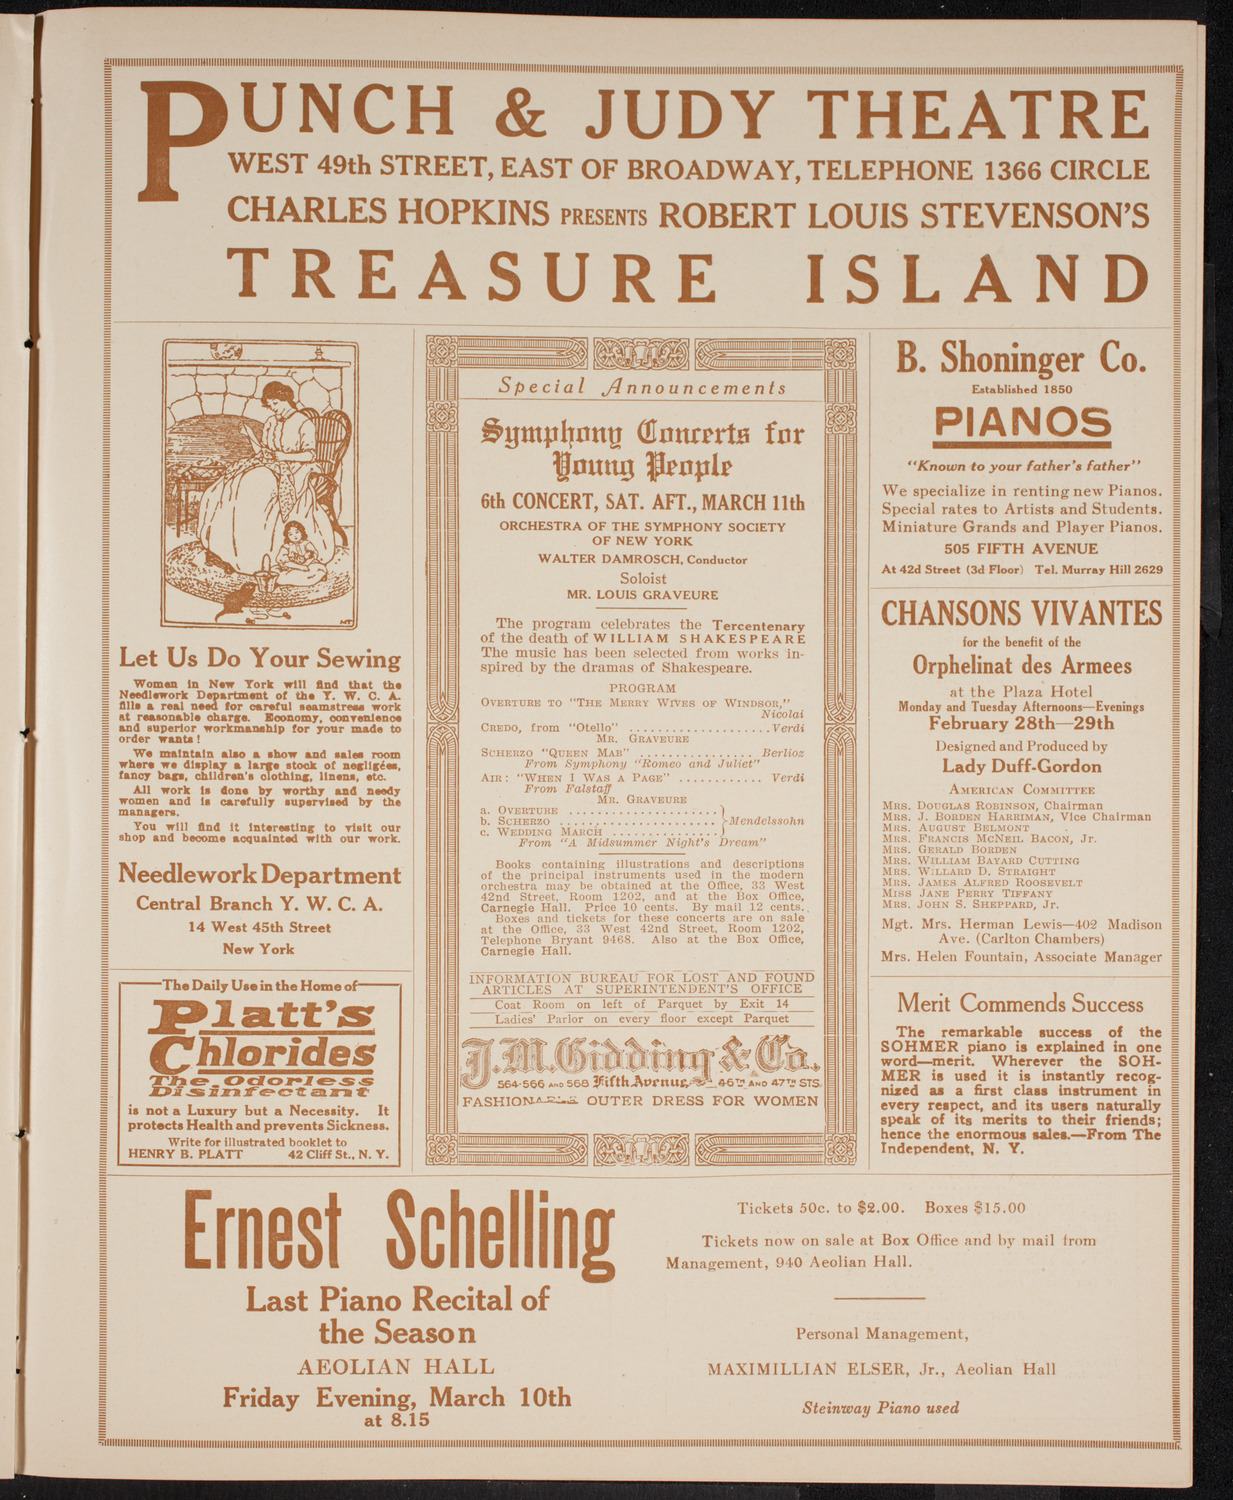 PUNCH & JUDY THEATRE
WEST 49th STREET, EAST OF BROADWAY, TELEPHONE 1366 CIRCLE
CHARLES HOPKINS PRESENTS ROBERT LOUIS STEVENSON'S
TREASURE ISLAND
Let Us Do Your Sewing
Women in New York will find that the
Needlework Department of the Y. W. C. A.
fills a real need for careful seamstress work
at reasonable charge. Economy, convenience
and superior workmanship for your made to
order wants!
We maintain also a show and sales room
where we display a large stock of negligées,
fancy bags, children's clothing, linens, etc.
All work is done by worthy and needy
women and is carefully supervised by the
managers.
You will find it interesting to visit our
shop and become acquainted with our work.
Needlework Department
Central Branch Y. W. C. A.
14 West 45th Street
New York
The Daily Use in the Home of
Platt's
Chlorides
The Odorless
Disinfectant
is not a Luxury but a Necessity. It
protects Health and prevents Sickness.
Write for illustrated booklet to
HENRY B. PLATT 42 Cliff St., N. Y.
Special Announcements
Symphony Concerts for
Young People
6th CONCERT, SAT. AFT., MARCH 11th
ORCHESTRA OF THE SYMPHONY SOCIETY
OF NEW YORK
WALTER DAMROSCH, Conductor
Soloist
MR. LOUIS GRAVEURE
The program celebrates the Tercentenary
of the death of WILLIAM SHAKESPEARE
The music has been selected from works in-
spired by the dramas of Shakespeare.
PROGRAM
OVERTURE TO "THE MERRY WIVES OF WINDSOR,"
Nicolai
CREDO, from "Otello" .................... Verdi
MR. GRAVEURE
SCHERZO "QUEEN MAB" ................ Berlioz
From Symphony "Romeo and Juliet"
AIR: "WHEN I WAS A PAGE" ............ Verdi
From Falstaff
MR. GRAVEURE
a. OVERTURE ......................
b. SCHERZO ...................... Mendelssohn
c. WEDDING MARCH ...............
From "A Midsummer Night's Dream"
Books containing illustrations and descriptions
of the principal instruments used in the modern
orchestra may be obtained at the Office, 33 West
42nd Street, Room 1202, and at the Box Office,
Carnegie Hall. Price 10 cents. By mail 12 cents.
Boxes and tickets for these concerts are on sale
at the Office, 33 West 42nd Street, Room 1202,
Telephone Bryant 9468. Also at the Box Office,
Carnegie Hall.
INFORMATION BUREAU FOR LOST AND FOUND
ARTICLES AT SUPERINTENDENT'S OFFICE
Coat Room on left of Parquet by Exit 14
Ladies' Parlor on every floor except Parquet
J. M. Gidding & Co.
564-566 AND 568 Fifth Avenue, 46TH AND 47TH STS.
FASHIONABLE OUTER DRESS FOR WOMEN
B. Shoninger Co.
Established 1850
PIANOS
"Known to your father's father"
We specialize in renting new Pianos.
Special rates to Artists and Students.
Miniature Grands and Player Pianos.
505 FIFTH AVENUE
At 42d Street (3d Floor) Tel. Murray Hill 2629
CHANSONS VIVANTES
for the benefit of the
Orphelinat des Armees
at the Plaza Hotel
Monday and Tuesday Afternoons—Evenings
February 28th—29th
Designed and Produced by
Lady Duff-Gordon
AMERICAN COMMITTEE
MRS. DOUGLAS ROBINSON, Chairman
MRS. J. BORDEN HARRIMAN, Vice Chairman
MRS. AUGUST BELMONT
MRS. FRANCIS MCNEIL BACON, Jr.
MRS. GERALD BORDEN
MRS. WILLIAM BAYARD CUTTING
MRS. WILLARD D. STRAIGHT
MRS. JAMES ALFRED ROOSEVELT
MISS JANE PERRY TIFFANY
MRS. JOHN S. SHEPPARD, Jr.
Mgt. Mrs. Herman Lewis—402 Madison
Ave. (Carlton Chambers)
Mrs. Helen Fountain, Associate Manager
Merit Commends Success
The remarkable success of the
SOHMER piano is explained in one
word—merit. Wherever the SOH-
MER is used it is instantly recog-
nized as a first class instrument in
every respect, and its users naturally
speak of its merits to their friends;
hence the enormous sales.—From The
Independent, N. Y.
Ernest Schelling
Last Piano Recital of
the Season
AEOLIAN HALL
Friday Evening, March 10th
at 8.15
Tickets 50c. to $2.00. Boxes $15.00
Tickets now on sale at Box Office and by mail from
Management, 940 Aeolian Hall.
Personal Management,
MAXIMILLIAN ELSER, Jr., Aeolian Hall
Steinway Piano used